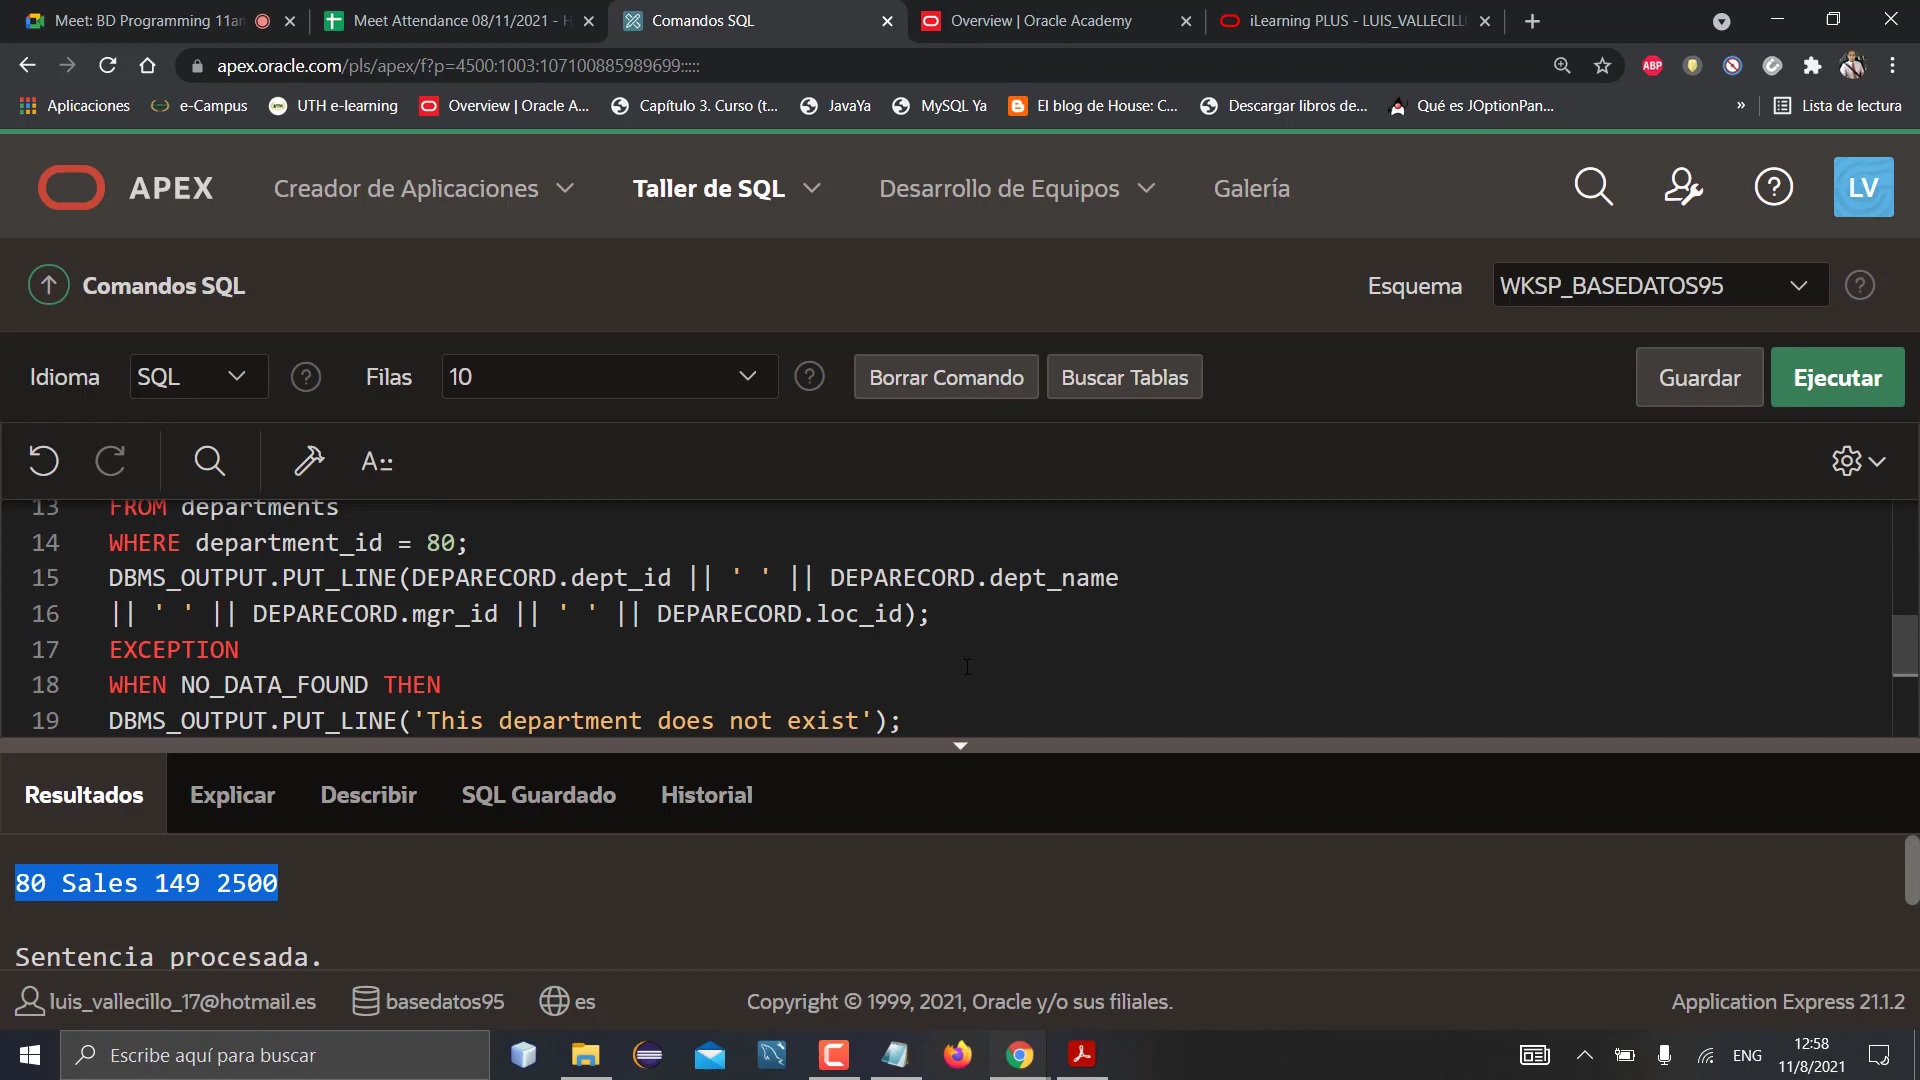 Meet: BD Programming 11am
Meet Attendance 08/11/2021 - H
Comandos SQL
Overview | Oracle Academy
iLearning PLUS - LUIS_VALLECILLO
apex.oracle.com/pls/apex/f?p=4500:1003:107100885989699:::::
ABP
Aplicaciones
e-Campus
UTH e-learning
Overview | Oracle A...
Capítulo 3. Curso (t...
JavaYa
MySQL Ya
El blog de House: C...
Descargar libros de...
Qué es JOptionPan...
»
Lista de lectura
APEX
Creador de Aplicaciones
Taller de SQL
Desarrollo de Equipos
Galería
LV
Comandos SQL
Esquema
WKSP_BASEDATOS95
Idioma
SQL
Filas
10
Borrar Comando
Buscar Tablas
Guardar
Ejecutar
13 FROM departments
14 WHERE department_id = 80;
15 DBMS_OUTPUT.PUT_LINE(DEPARECORD.dept_id || ' ' || DEPARECORD.dept_name
16 || ' ' || DEPARECORD.mgr_id || ' ' || DEPARECORD.loc_id);
17 EXCEPTION
18 WHEN NO_DATA_FOUND THEN
19 DBMS_OUTPUT.PUT_LINE('This department does not exist');
Resultados
Explicar
Describir
SQL Guardado
Historial
80 Sales 149 2500
Sentencia procesada.
luis_vallecillo_17@hotmail.es
basedatos95
es
Copyright © 1999, 2021, Oracle y/o sus filiales.
Application Express 21.1.2
Escribe aquí para buscar
ENG
12:58
11/8/2021